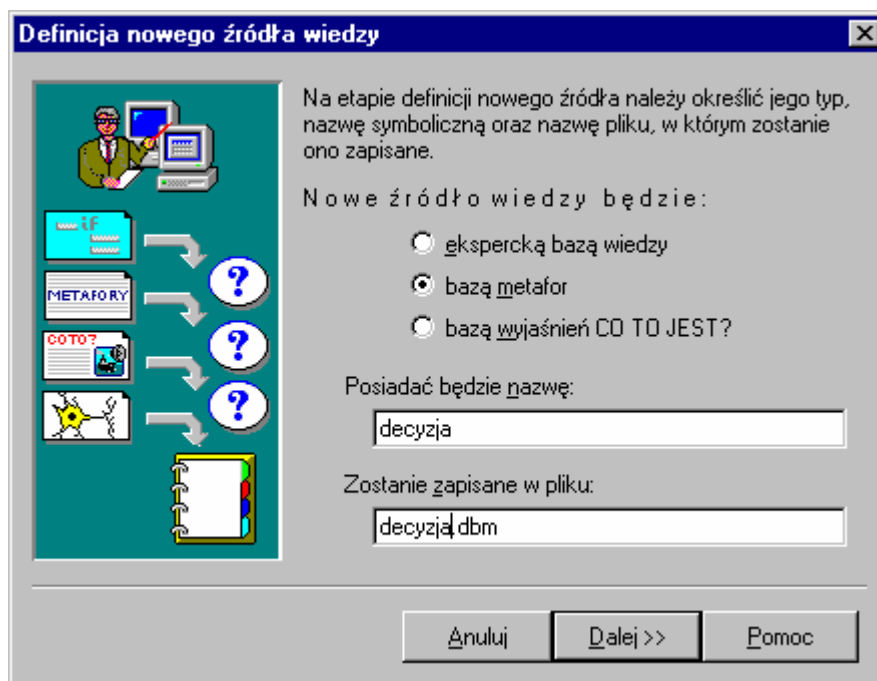 Definicja nowego źródła wiedzy
Na etapie definicji nowego źródła należy określić jego typ,
nazwę symboliczną oraz nazwę pliku, w którym zostanie
ono zapisane.
Nowe źródło wiedzy będzie:
ekspercką bazą wiedzy
bazą metafor
bazą wyjaśnień CO TO JEST?
if
METAFORY
CO TO?
?
?
?
Posiadać będzie nazwę:
decyzja
Zostanie zapisane w pliku:
decyzja.dbm
Anuluj
Dalej >>
Pomoc